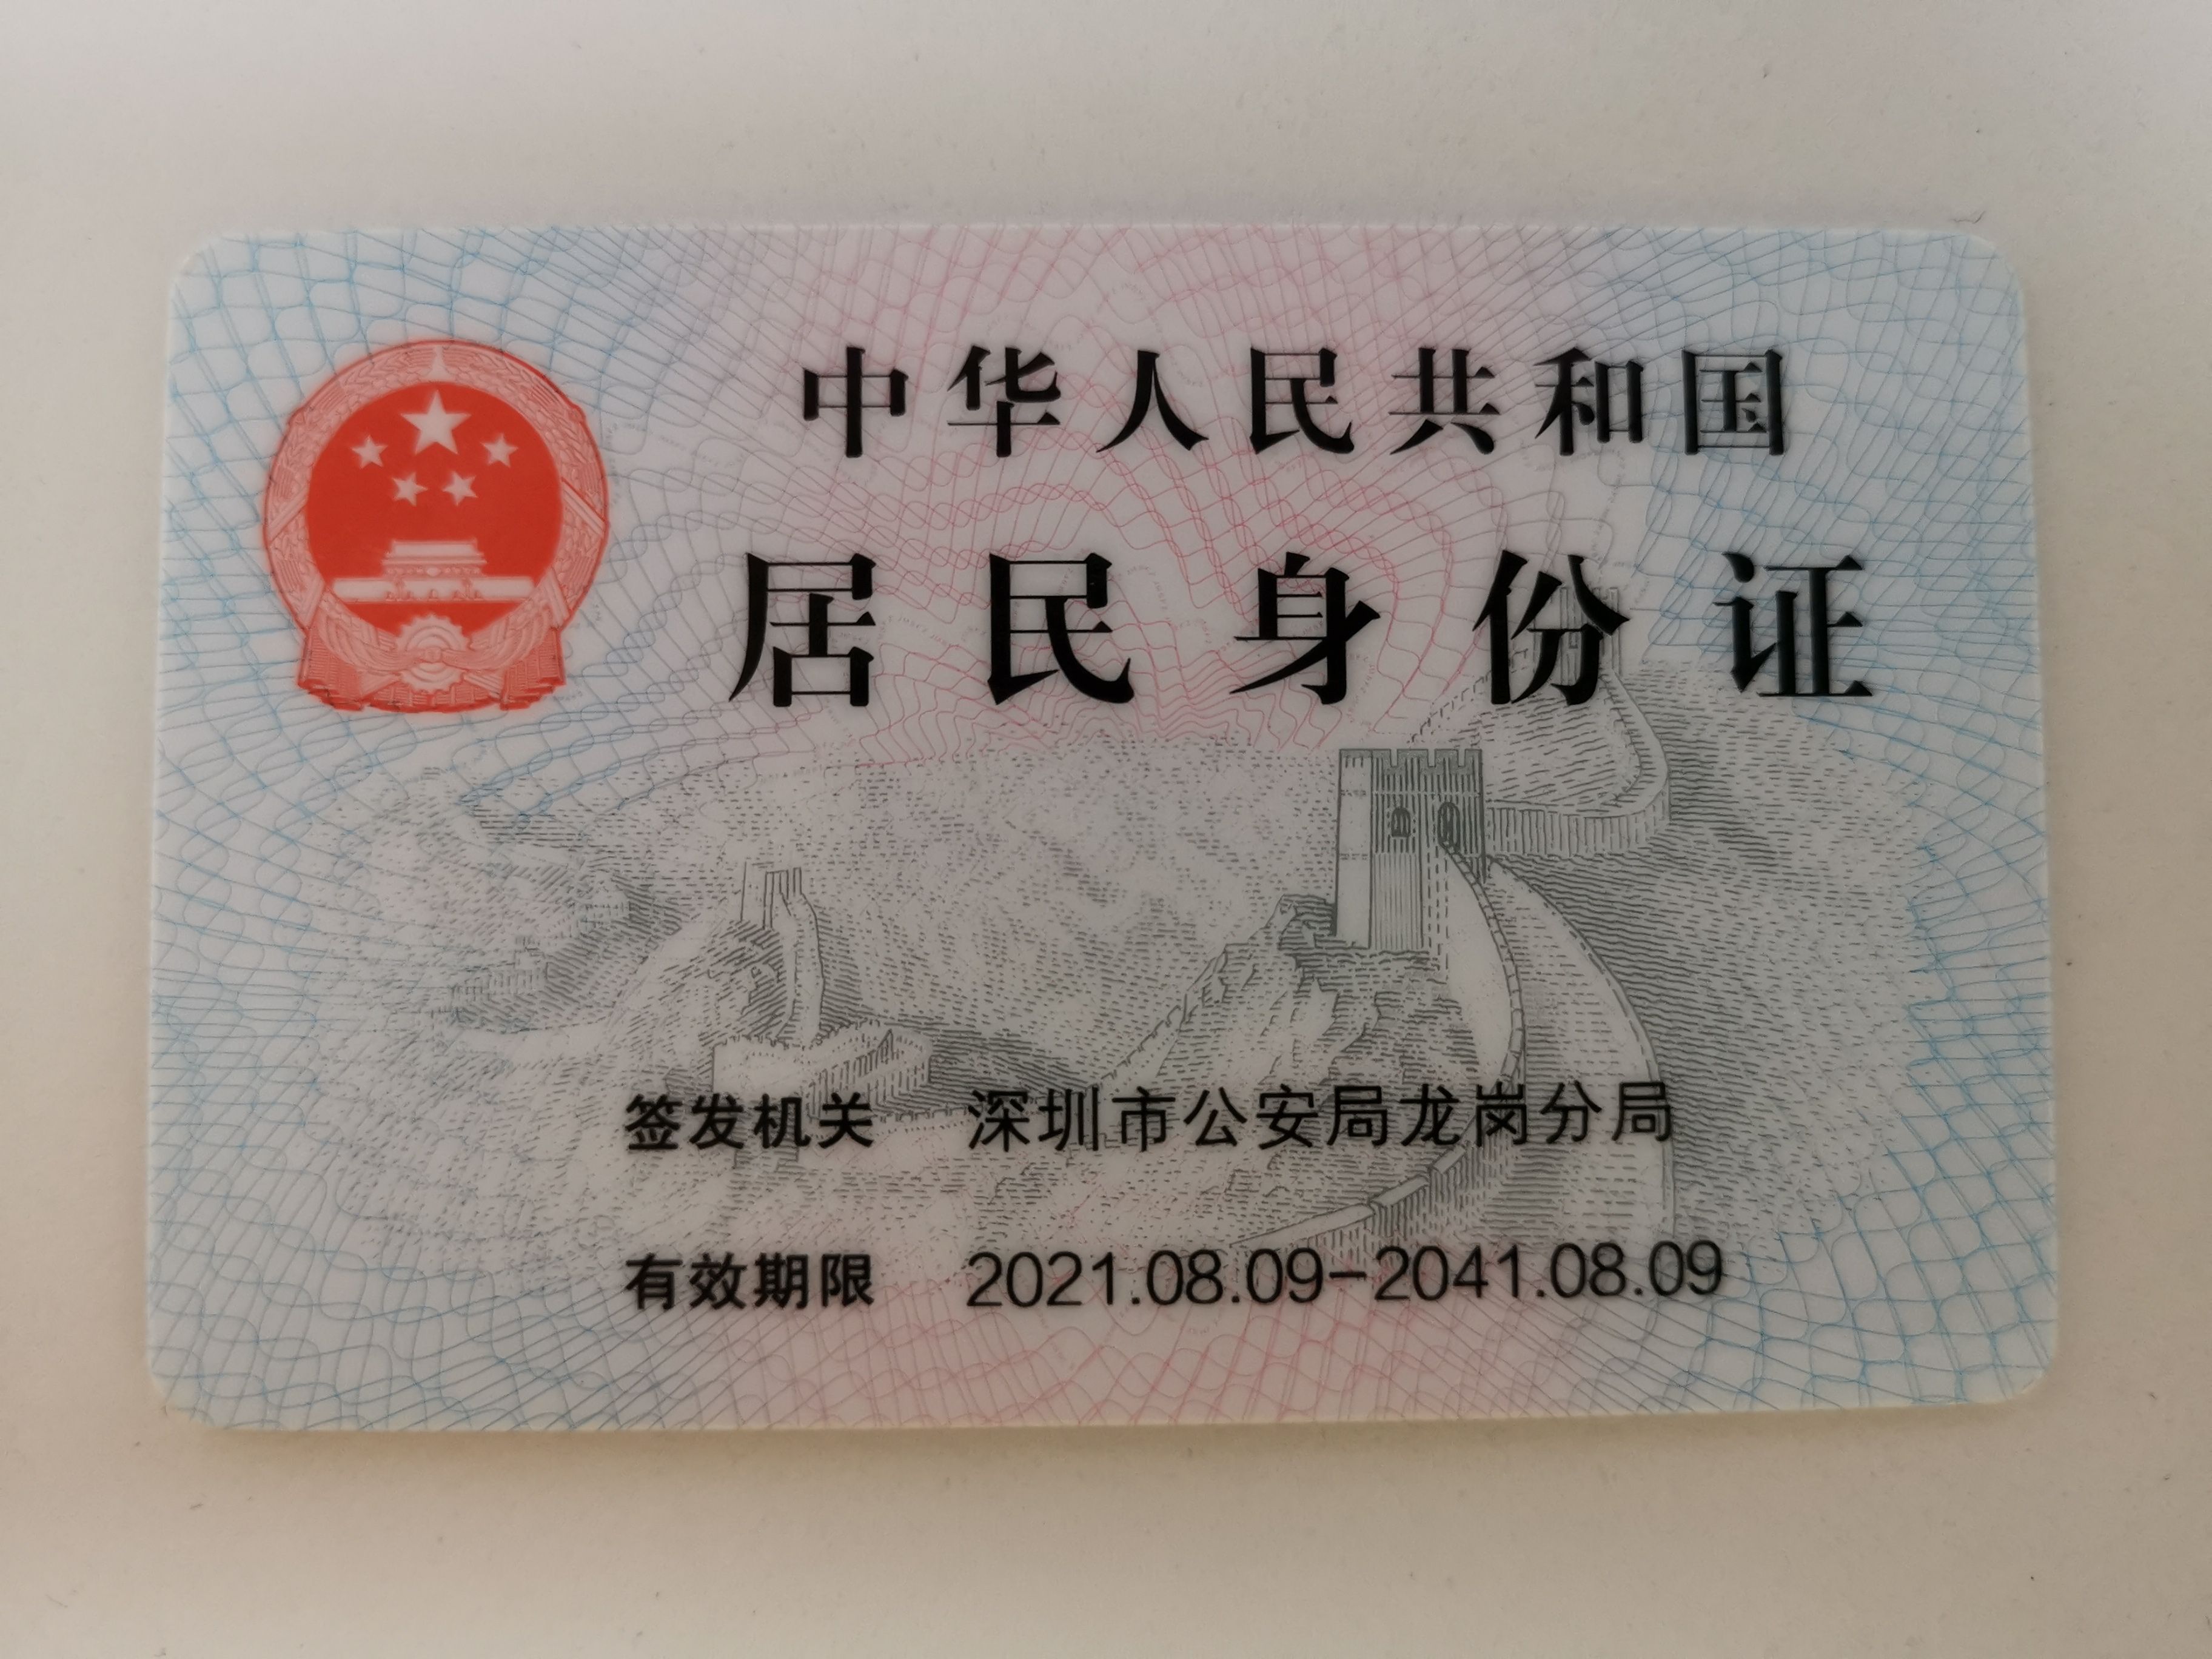 中华人民共和国
居民身份证
签发机关 深圳市公安局龙岗分局
有效期限 2021.08.09-2041.08.09